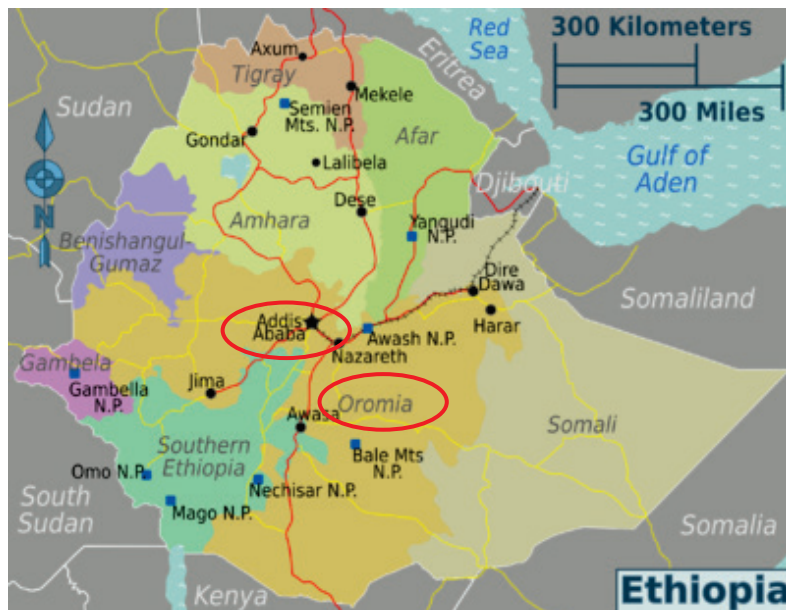 Red
Sea
300 Kilometers
300 Miles
Axum
Tigray
Eritrea
Sudan
Mekele
Semien
Mts. N.P.
Gondar
Afar
Lalibela
Gulf of
Aden
Djibouti
N
Dese
Amhara
Yangudi
N.P.
Benishangul-
Gumaz
Dire
Dawa
Somaliland
Addis
Ababa
Harar
Awash N.P.
Nazareth
Gambela
Gambella
N.P.
Jima
Oromia
Awasa
Somali
Southern
Ethiopia
Bale Mts
N.P.
Omo N.P.
Nechisar N.P.
South
Sudan
Mago N.P.
Somalia
Kenya
Ethiopia